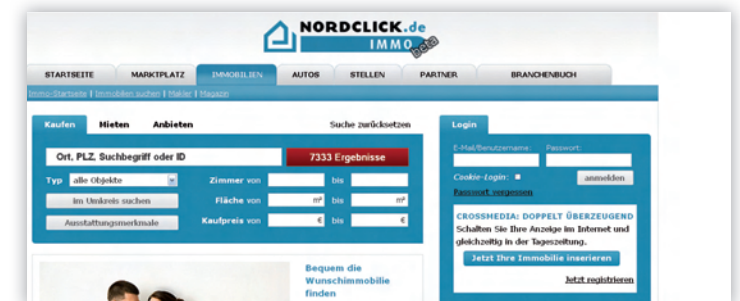 NORDCLICK.de
IMMO beta
STARTSEITE MARKTPLATZ IMMOBILIEN AUTOS STELLEN PARTNER BRANCHENBUCH
Immo-Startseite | Immobilien suchen | Makler | Magazin
Kaufen Mieten Anbieten Suche zurücksetzen
Ort, PLZ, Suchbegriff oder ID 7333 Ergebnisse
Typ alle Objekte Zimmer von bis
im Umkreis suchen Fläche von m² bis m²
Ausstattungsmerkmale Kaufpreis von € bis €
Bequem die
Wunschimmobilie
finden
Login
E-Mail/Benutzername: Passwort:
Cookie-Login: anmelden
Passwort vergessen
CROSSMEDIA: DOPPELT ÜBERZEUGEND
Schalten Sie Ihre Anzeige im Internet und
gleichzeitig in der Tageszeitung.
Jetzt Ihre Immobilie inserieren
Jetzt registrieren